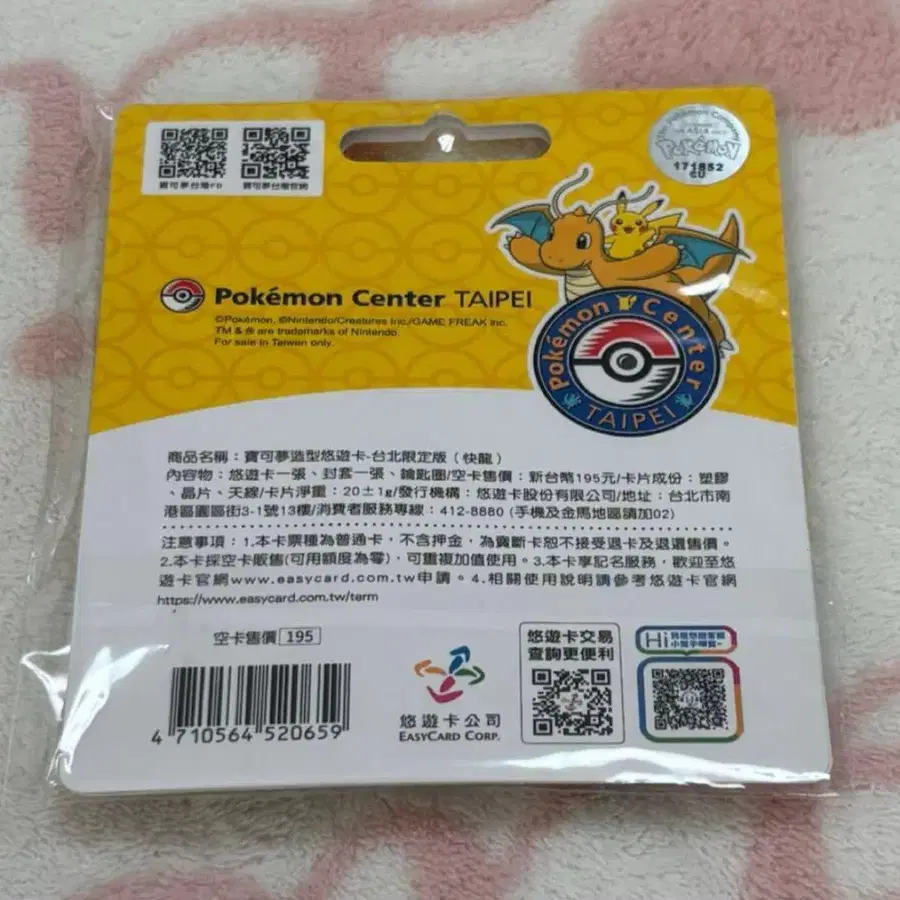 寶可夢台灣FB
寶可夢台灣官網
The Pokémon Company
POKéMON
171852
CU
Pokémon Center TAIPEI
©Pokémon. ©Nintendo/Creatures Inc./GAME FREAK inc.
TM & ® are trademarks of Nintendo.
For sale in Taiwan only.
Pokémon Center
TAIPEI
商品名稱：寶可夢造型悠遊卡-台北限定版（快龍）
內容物：悠遊卡一張、封套一張、鑰匙圈/空卡售價：新台幣195元/卡片成份：塑膠
、晶片、天線/卡片淨重：20±1g/發行機構：悠遊卡股份有限公司/地址：台北市南
港區園區街3-1號13樓/消費者服務專線：412-8880 (手機及金馬地區請加02)
注意事項：1.本卡票種為普通卡，不含押金，為賣斷卡恕不接受退卡及退還售價。
2.本卡採空卡販售(可用額度為零)，可重複加值使用。3.本卡享記名服務，歡迎至悠
遊卡官網www.easycard.com.tw申請。4.相關使用說明請參考悠遊卡官網
https://www.easycard.com.tw/term
空卡售價 195
4 710564 520659
悠遊卡公司
EASYCARD CORP.
悠遊卡交易
查詢更便利
Hi